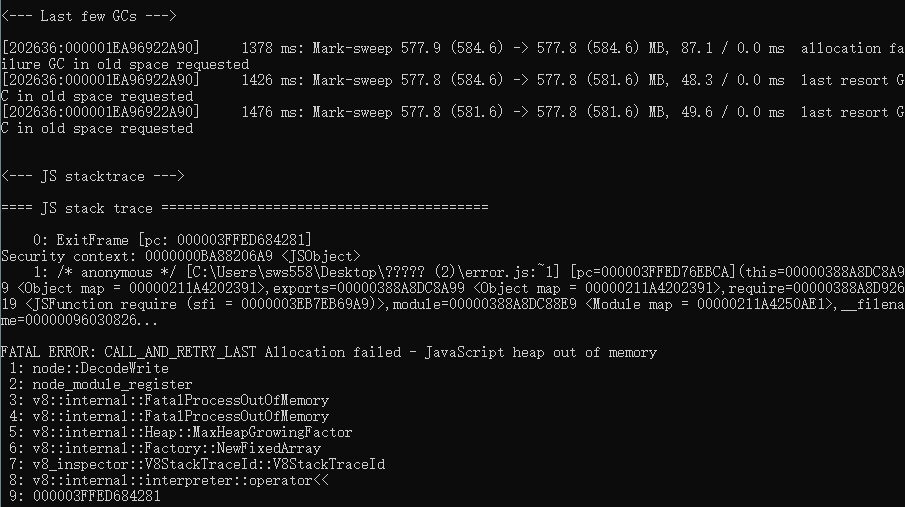 <--- Last few GCs --->
[202636:000001EA96922A90]     1378 ms: Mark-sweep 577.9 (584.6) -> 577.8 (584.6) MB, 87.1 / 0.0 ms  allocation fa
ilure GC in old space requested
[202636:000001EA96922A90]     1426 ms: Mark-sweep 577.8 (584.6) -> 577.8 (581.6) MB, 48.3 / 0.0 ms  last resort G
C in old space requested
[202636:000001EA96922A90]     1476 ms: Mark-sweep 577.8 (581.6) -> 577.8 (581.6) MB, 49.6 / 0.0 ms  last resort G
C in old space requested
<--- JS stacktrace --->
==== JS stack trace =========================================
    0: ExitFrame [pc: 000003FFED684281]
Security context: 0000000BA88206A9 <JSObject>
    1: /* anonymous */ [C:\Users\sws558\Desktop\????? (2)\error.js:~1] [pc=000003FFED76EBCA](this=00000388A8DC8A9
9 <Object map = 00000211A4202391>,exports=00000388A8DC8A99 <Object map = 00000211A4202391>,require=00000388A8D926
19 <JSFunction require (sfi = 0000003EB7EB69A9)>,module=00000388A8DC88E9 <Module map = 00000211A4250AE1>,__filena
me=00000096030826...
FATAL ERROR: CALL_AND_RETRY_LAST Allocation failed - JavaScript heap out of memory
 1: node::DecodeWrite
 2: node_module_register
 3: v8::internal::FatalProcessOutOfMemory
 4: v8::internal::FatalProcessOutOfMemory
 5: v8::internal::Heap::MaxHeapGrowingFactor
 6: v8::internal::Factory::NewFixedArray
 7: v8_inspector::V8StackTraceId::V8StackTraceId
 8: v8::internal::interpreter::operator<<
 9: 000003FFED684281